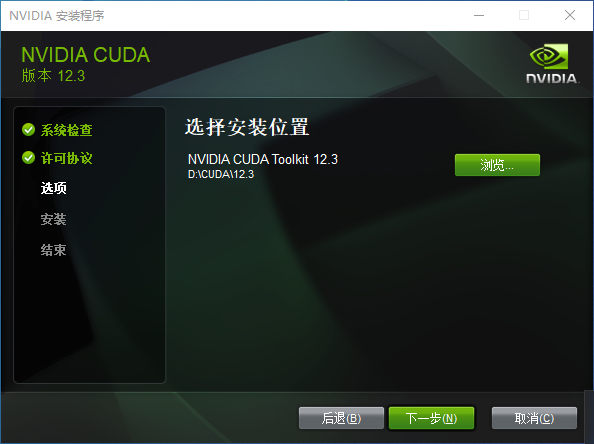 NVIDIA 安装程序
NVIDIA CUDA
版本 12.3
NVIDIA.
系统检查
许可协议
选项
安装
结束
选择安装位置
NVIDIA CUDA Toolkit 12.3
D:\CUDA\12.3
浏览...
后退(B)
下一步(N)
取消(C)